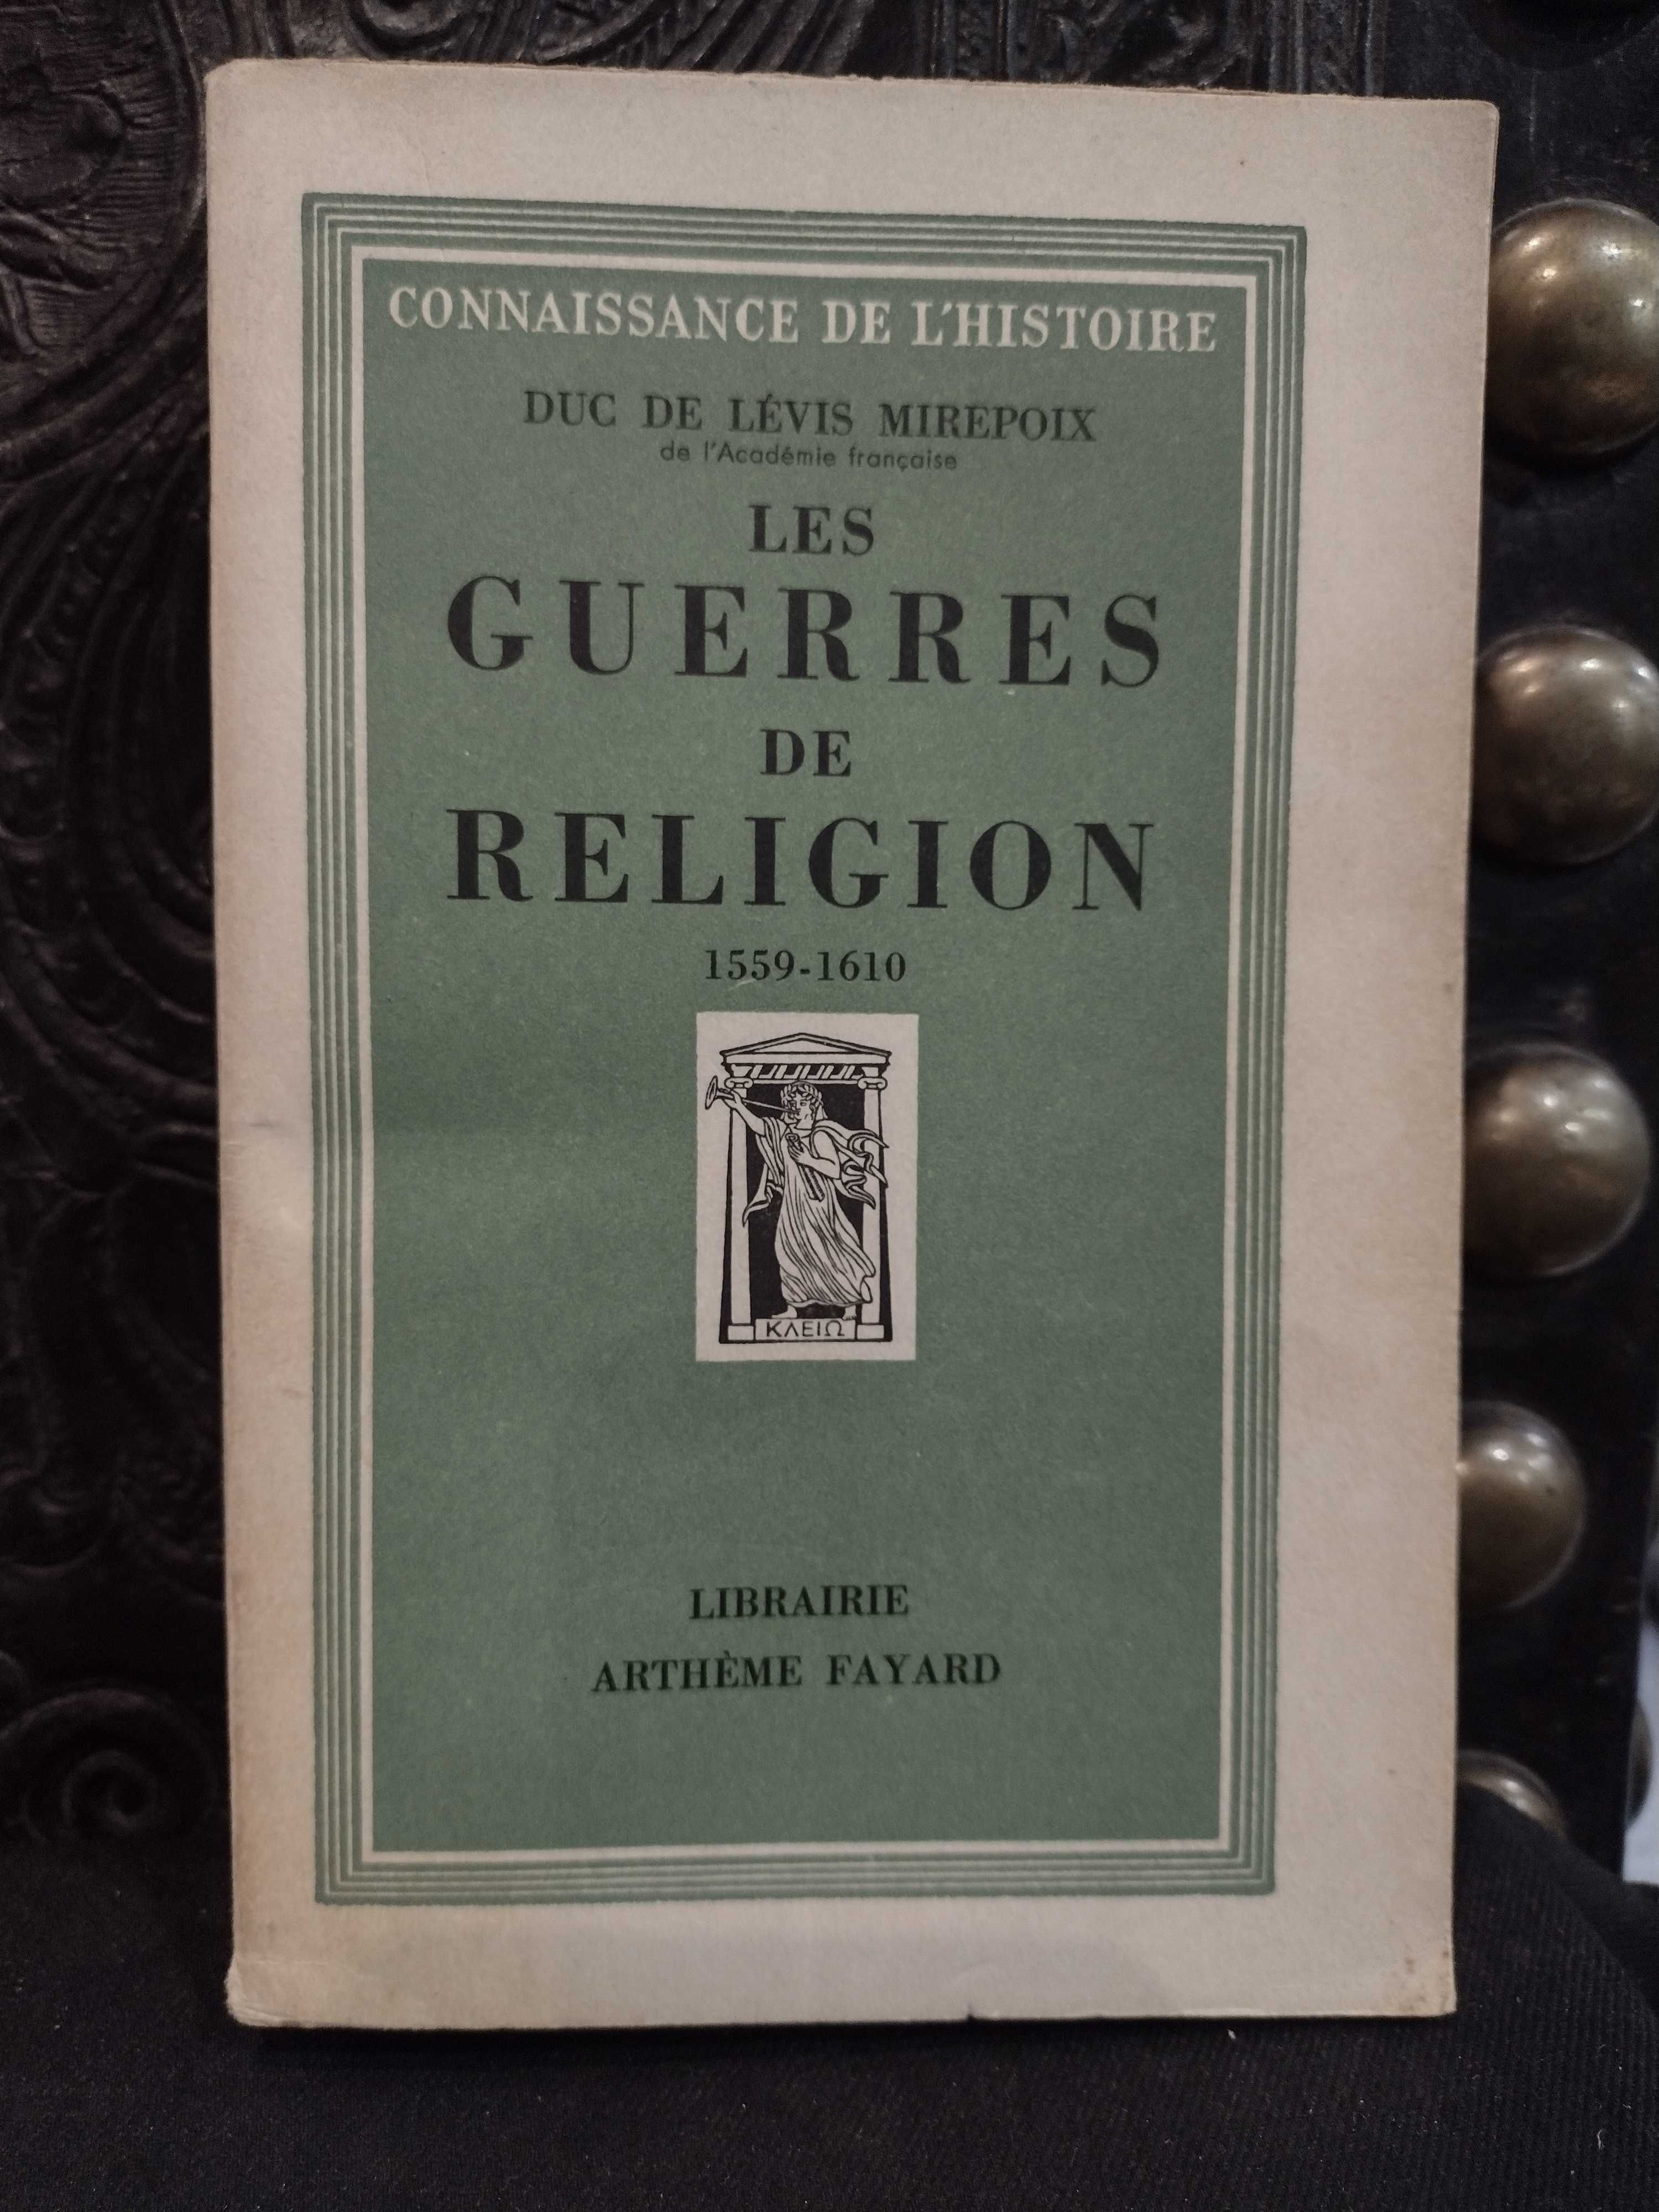 CONNAISSANCE DE L'HISTOIRE
DUC DE LÉVIS MIREPOIX
de l'Académie française
LES
GUERRES
DE
RELIGION
1559-1610
ΚΛΕΙΩ
LIBRAIRIE
ARTHÈME FAYARD